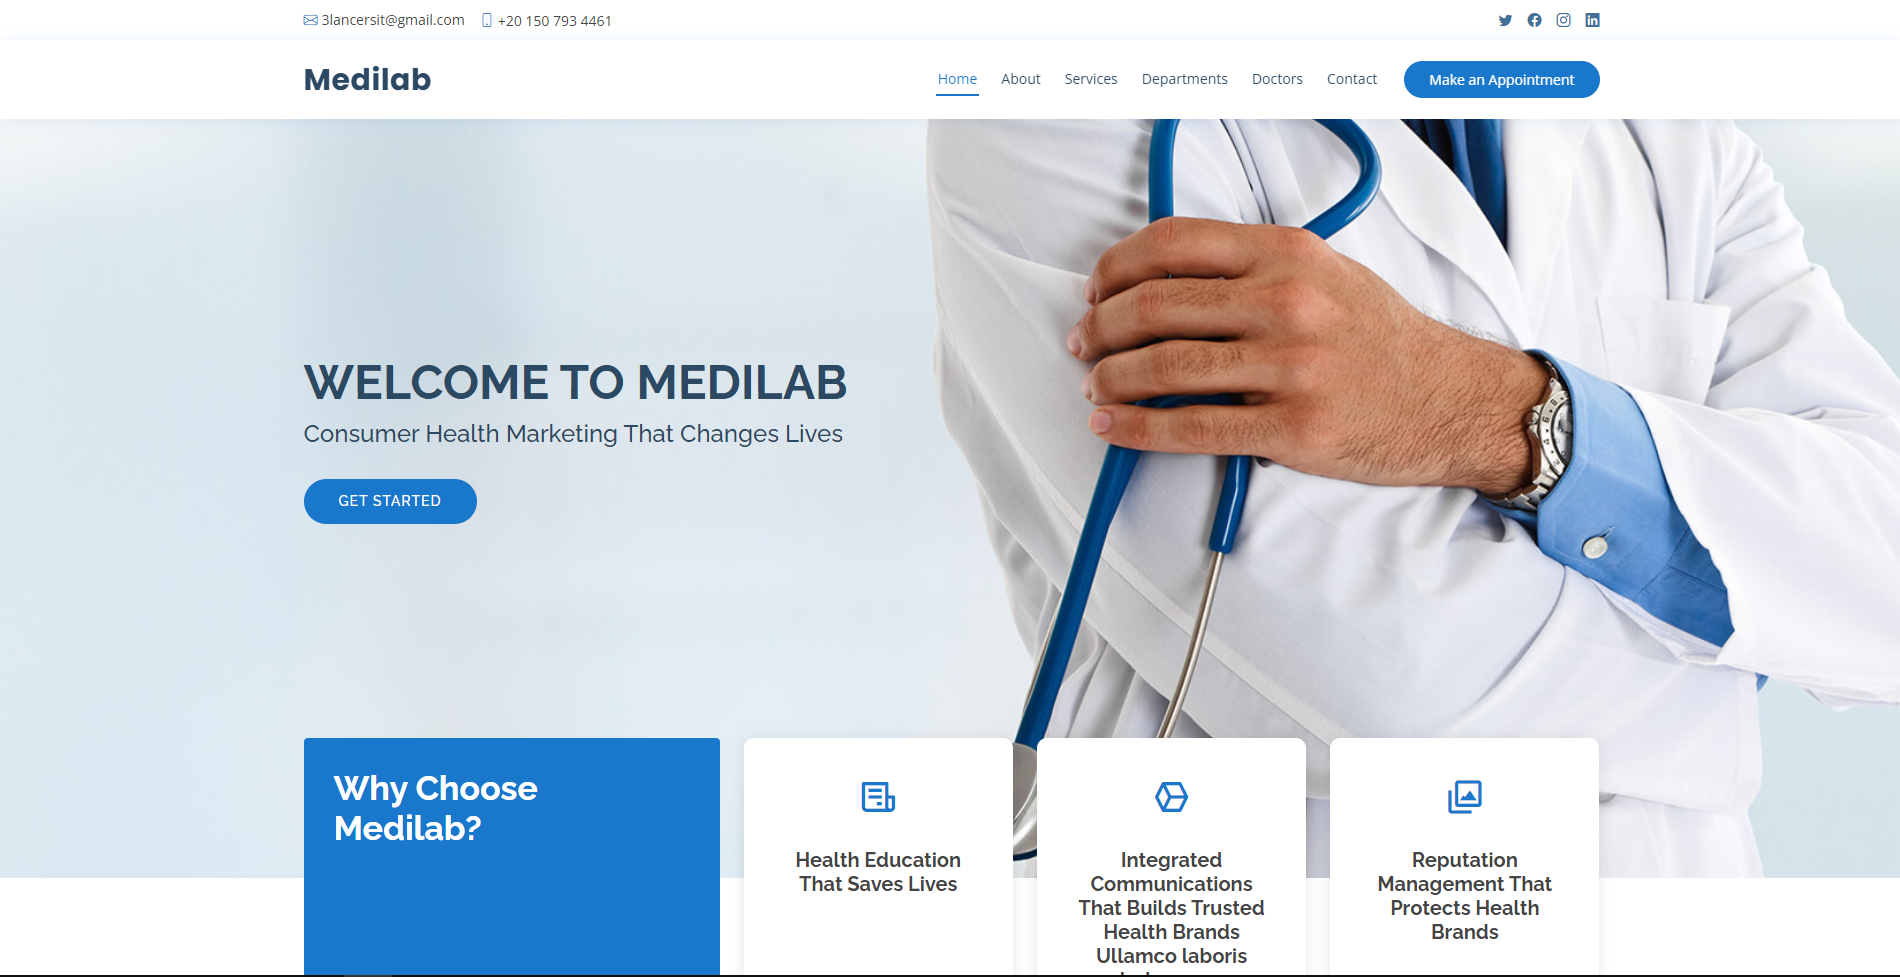 3lancersit@gmail.com +20 150 793 4461
Medilab
Home About Services Departments Doctors Contact Make an Appointment
WELCOME TO MEDILAB
Consumer Health Marketing That Changes Lives
GET STARTED
Why Choose
Medilab?
Health Education
That Saves Lives
Integrated
Communications
That Builds Trusted
Health Brands
Ullamco laboris
Reputation
Management That
Protects Health
Brands